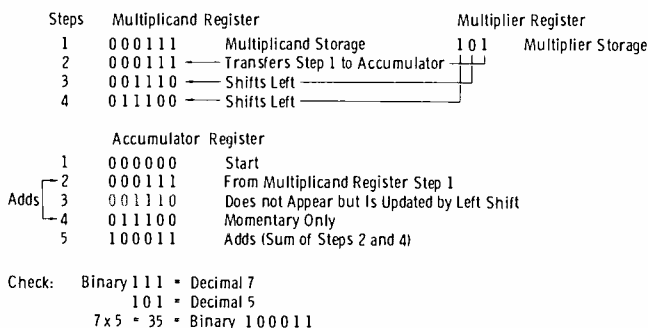 Steps Multiplicand Register Multiplier Register
1 000111 Multiplicand Storage 101 Multiplier Storage
2 000111 Transfers Step 1 to Accumulator
3 001110 Shifts Left
4 011100 Shifts Left
Accumulator Register
1 000000 Start
2 000111 From Multiplicand Register Step 1
Adds 3 001110 Does not Appear but Is Updated by Left Shift
4 011100 Momentary Only
5 100011 Adds (Sum of Steps 2 and 4)
Check: Binary 111 = Decimal 7
101 = Decimal 5
7 x 5 = 35 = Binary 100011